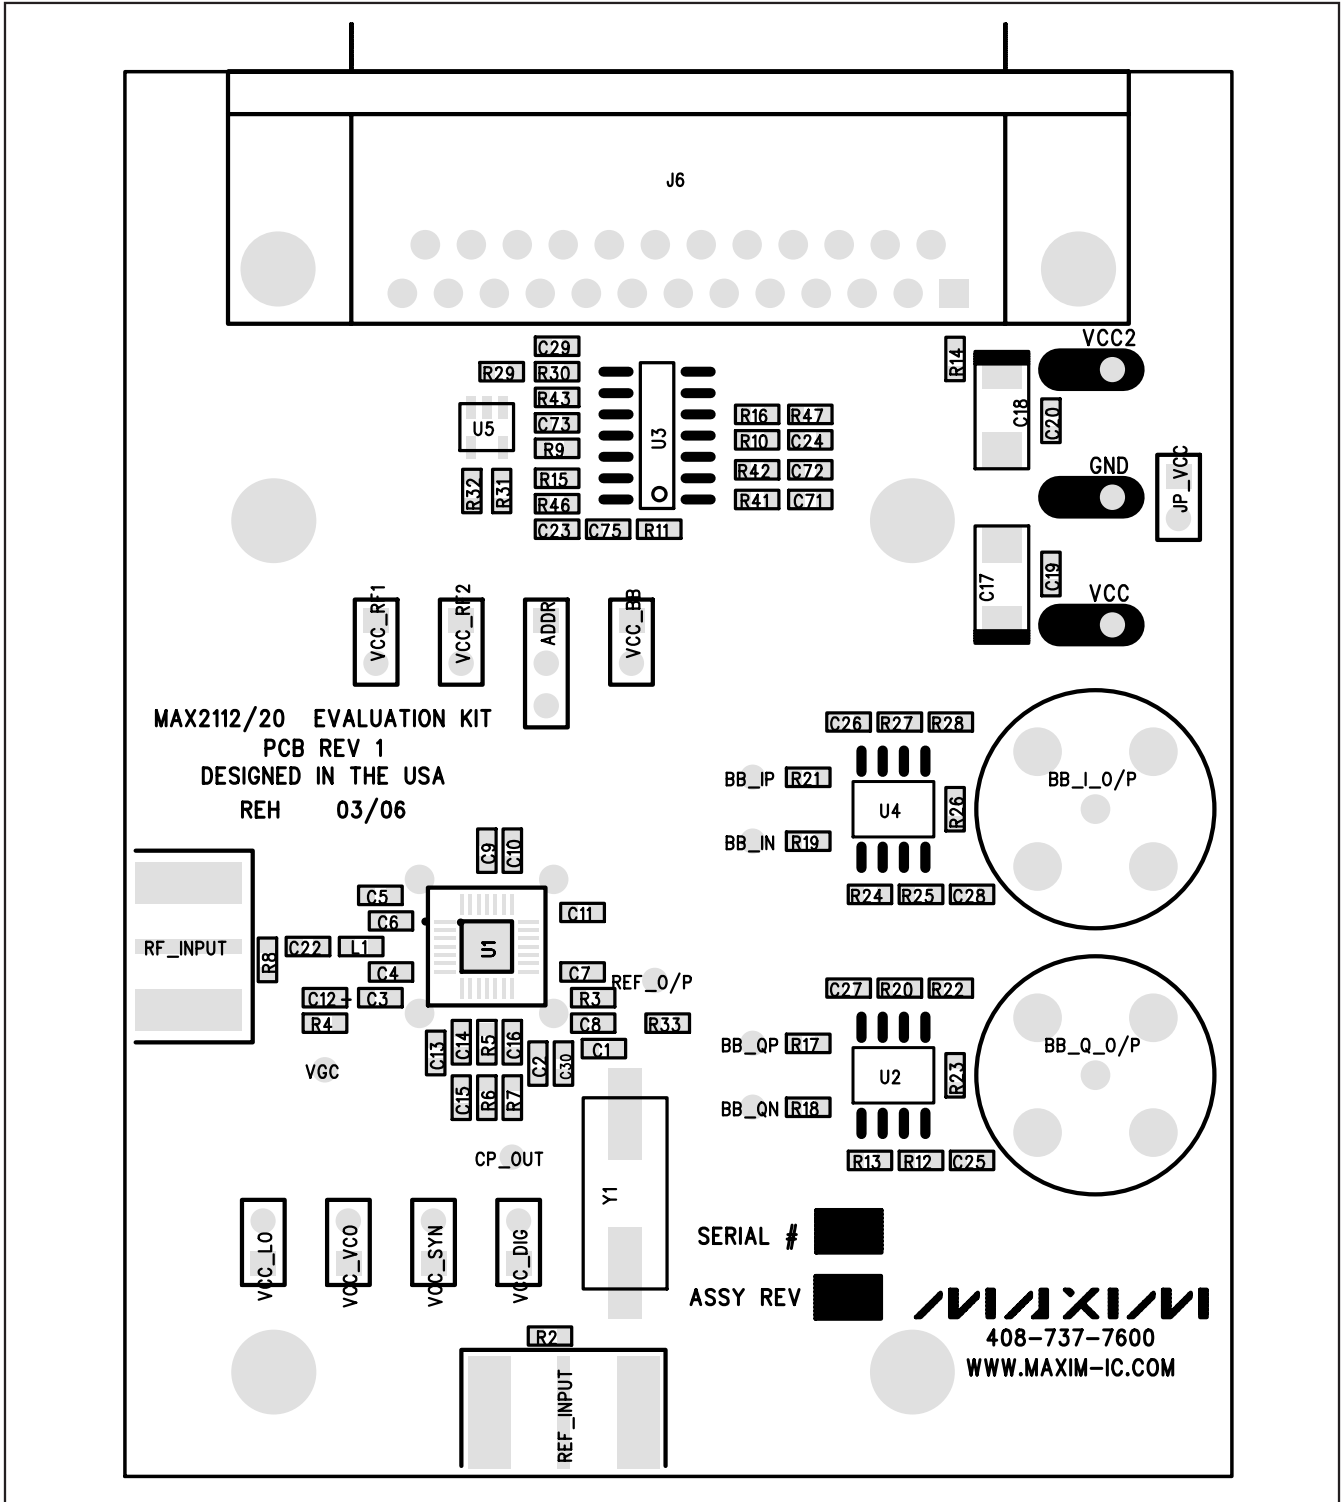 J6
C29
R29 R30
R43
C73
U5
R9
R15
R32 R31
R46
C23 C75 R11
U3
R16 R47
R10 C24
R42 C72
R41 C71
R14
VCC2
C18 C20
GND
JP_VCC
C17 C19
VCC
VCC_RF1 VCC_RF2 ADDR VCC_BB
MAX2112/20 EVALUATION KIT
PCB REV 1
DESIGNED IN THE USA
REH 03/06
C26 R27 R28
BB_IP R21
U4
R26
BB_I_O/P
BB_IN R19
R24 R25 C28
C9 C10
C5
C6
C11
RF_INPUT
R8
C22 L1
U1
C4
C7
REF_O/P
C12 C3
R3
R4
C8 R33
C13 C14 R5 C16
C2 C30 C1
VGC
C15 R6 R7
CP_OUT
C27 R20 R22
BB_QP R17
U2
R23
BB_Q_O/P
BB_QN R18
R13 R12 C25
Y1
VCC_LO VCC_VCO VCC_SYN VCC_DIG
SERIAL #
ASSY REV
MAXIM
408-737-7600
WWW.MAXIM-IC.COM
R2
REF_INPUT